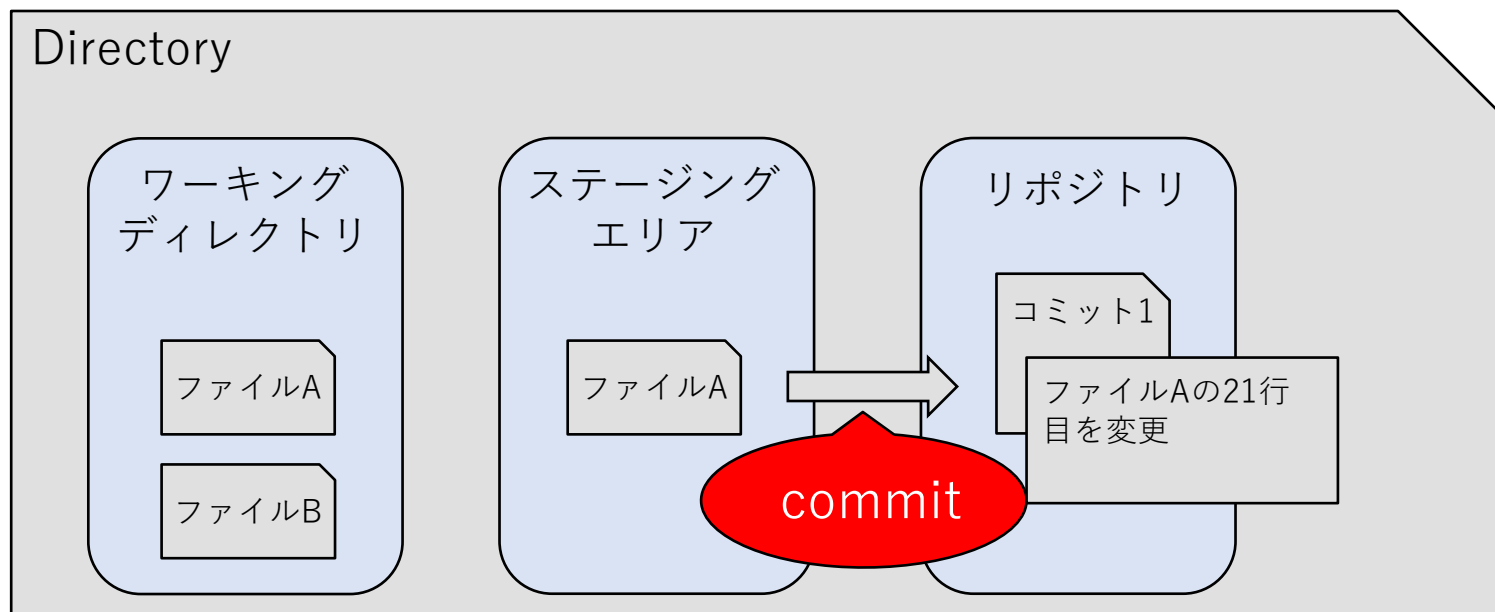 Directory
ワーキング
ディレクトリ
ファイルA
ファイルB
ステージング
エリア
ファイルA
commit
リポジトリ
コミット1
ファイルAの21行
目を変更